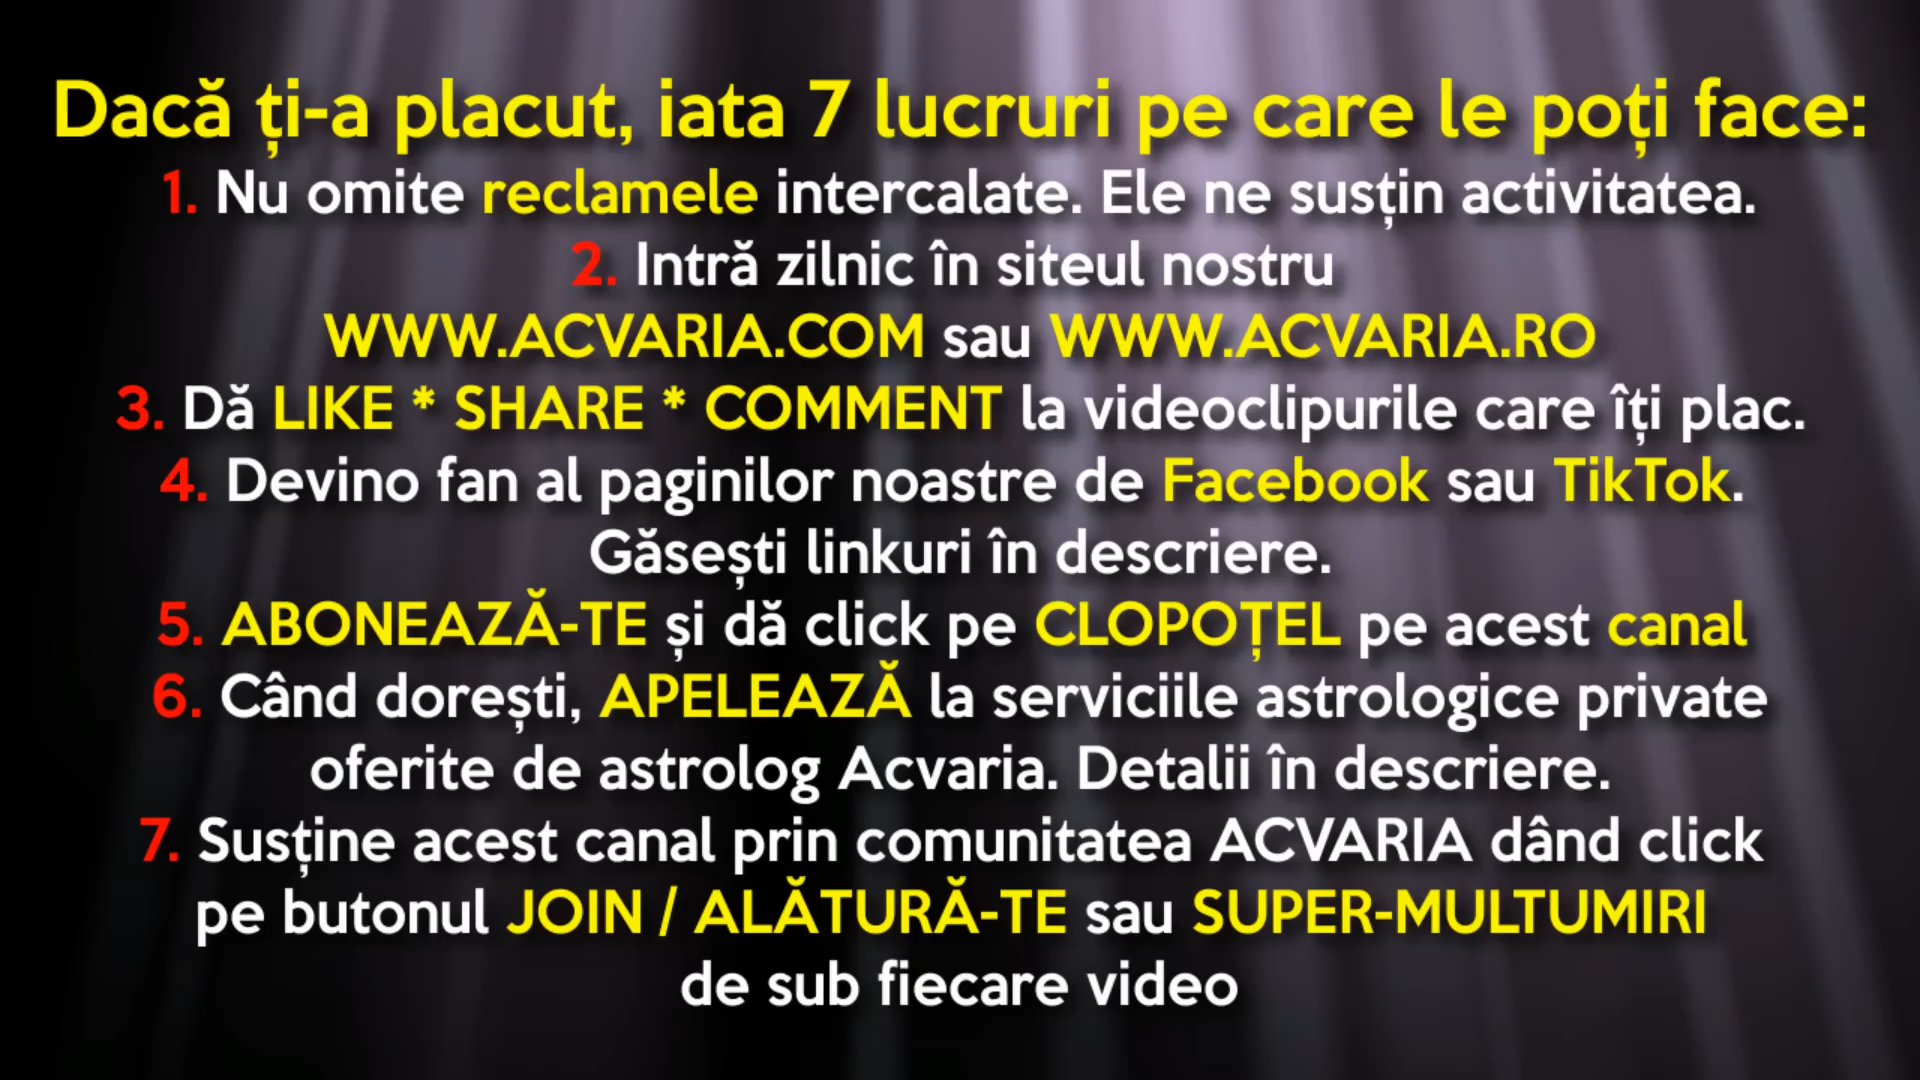 Dacă ți-a placut, iata 7 lucruri pe care le poți face:
1. Nu omite reclamele intercalate. Ele ne susțin activitatea.
2. Intră zilnic în siteul nostru
WWW.ACVARIA.COM sau WWW.ACVARIA.RO
3. Dă LIKE * SHARE * COMMENT la videoclipurile care îți plac.
4. Devino fan al paginilor noastre de Facebook sau TikTok.
Găsești linkuri în descriere.
5. ABONEAZĂ-TE și dă click pe CLOPOȚEL pe acest canal
6. Când dorești, APELEAZĂ la serviciile astrologice private
oferite de astrolog Acvaria. Detalii în descriere.
7. Susține acest canal prin comunitatea ACVARIA dând click
pe butonul JOIN / ALĂTURĂ-TE sau SUPER-MULTUMIRI
de sub fiecare video